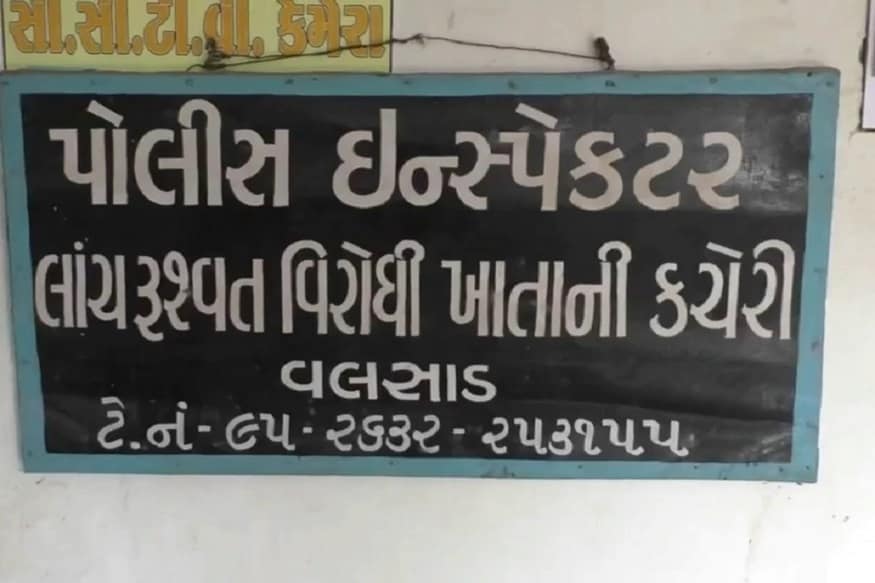 સી.સી.ટી.વી. કેમેરા
પોલીસ ઇન્સ્પેકટર
લાંચરૂશ્વત વિરોધી ખાતાની કચેરી
વલસાડ
ટે.નં - ૯૫ - ૨૬૩૨ - ૨૫૩૧૫૫